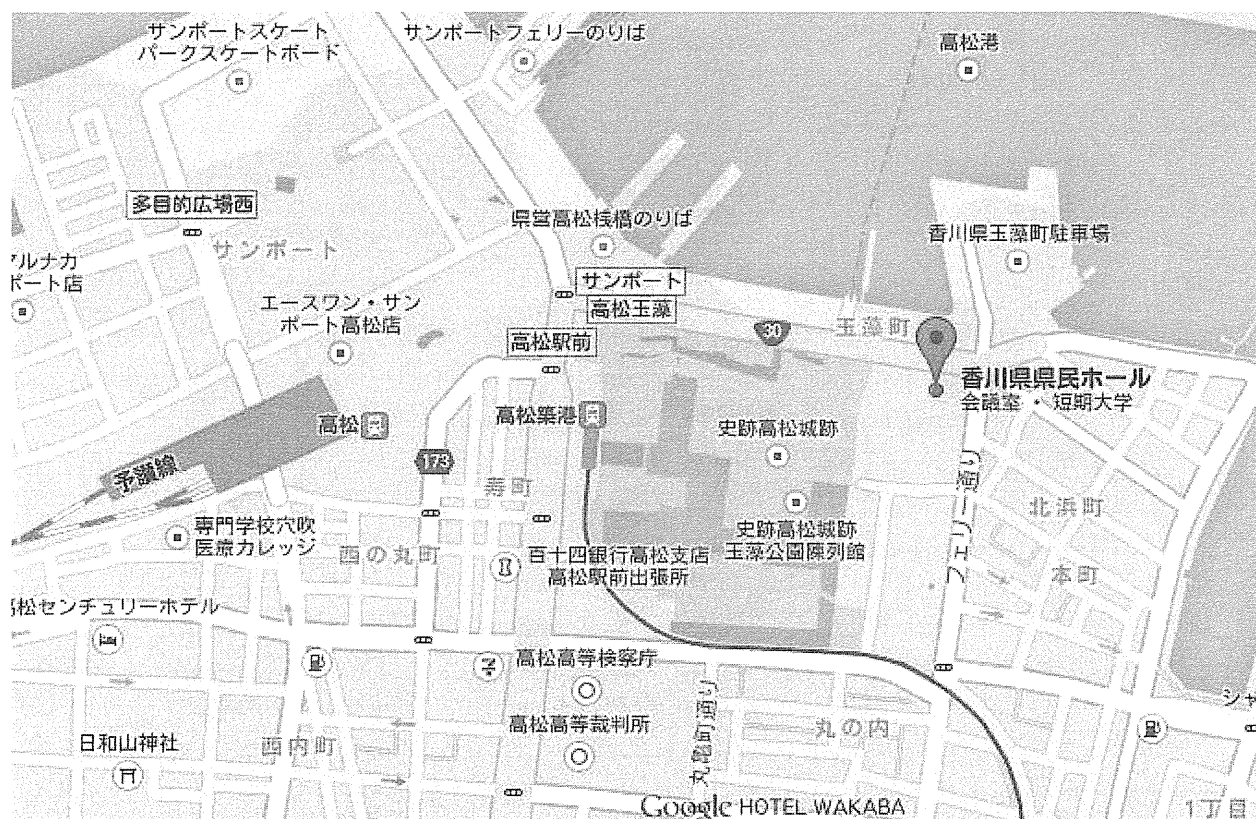 サンポートスケート
パークスケートボード
サンポートフェリーのりば
高松港
多目的広場西
サンポート
県営高松桟橋のりば
香川県玉藻町駐車場
アルナカ
ポート店
サンポート
高松玉藻
エースワン・サン
ポート高松店
30
玉藻町
高松駅前
香川県県民ホール
会議室・短期大学
高松
高松築港
史跡高松城跡
173
予讃線
寿町
フェリー通り
北浜町
史跡高松城跡
玉藻公園陳列館
専門学校穴吹
医療カレッジ
西の丸町
百十四銀行高松支店
高松駅前出張所
本町
高松センチュリーホテル
高松高等検察庁
丸亀町通り
シャ
高松高等裁判所
丸の内
日和山神社
西内町
Google HOTEL WAKABA
1丁目